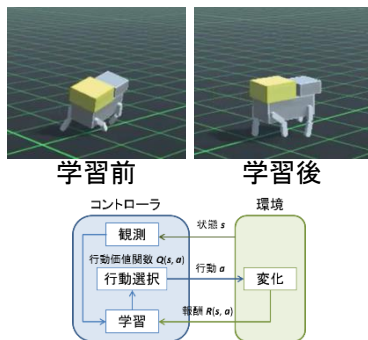 学習前
学習後
コントローラ
環境
状態 s
観測
行動価値関数 Q(s, a)
行動選択
行動 a
変化
報酬 R(s, a)
学習